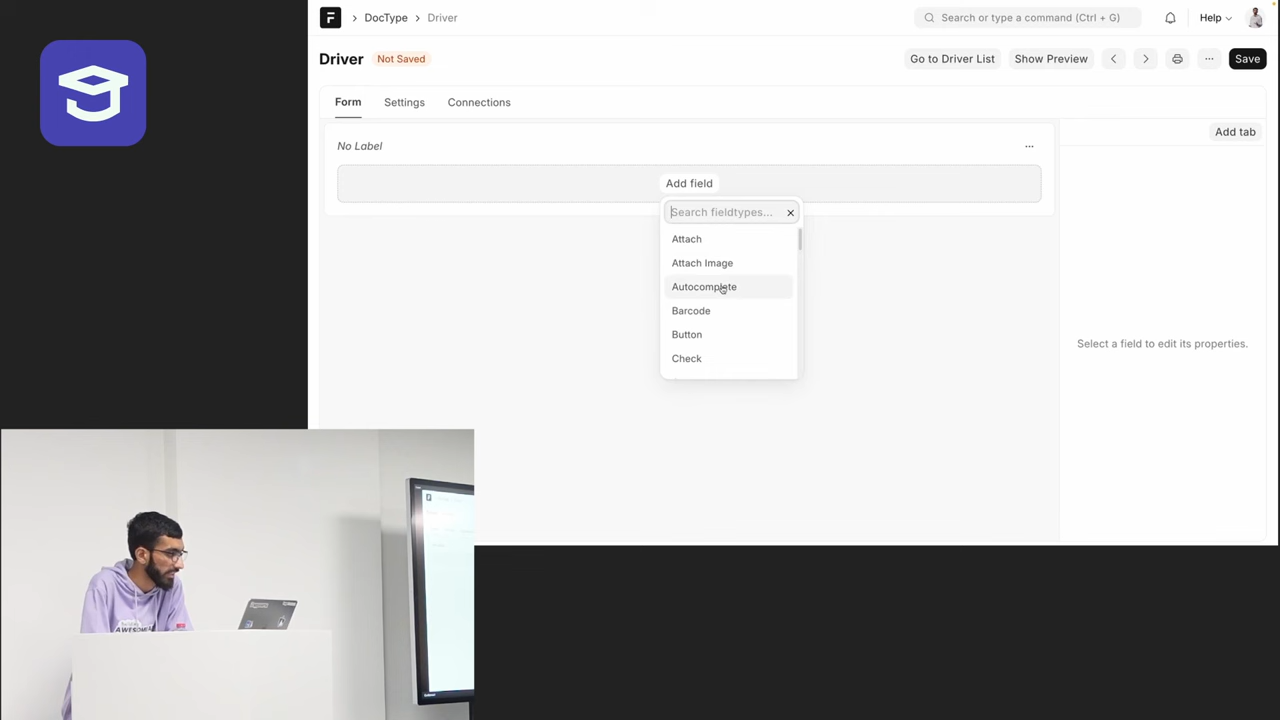 DocType
Driver
Search or type a command (Ctrl + G)
Help
Driver
Not Saved
Go to Driver List
Show Preview
...
Save
Form
Settings
Connections
Add tab
No Label
...
Add field
Search fieldtypes...
Attach
Attach Image
Autocomplete
Barcode
Button
Check
Select a field to edit its properties.
AWESOME